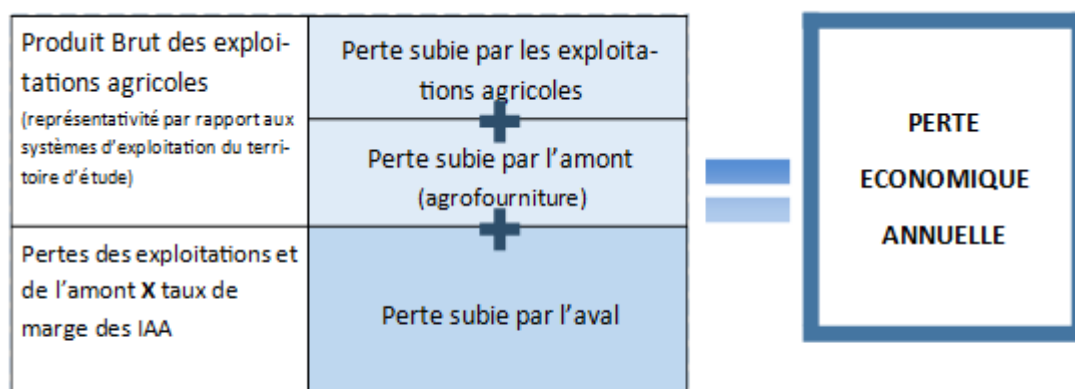 Produit Brut des exploi-
tations agricoles
(représentativité par rapport aux
systèmes d'exploitation du terri-
toire d'étude)
Perte subie par les exploita-
tions agricoles
Perte subie par l'amont
(agrofourniture)
Pertes des exploitations et
de l'amont X taux de
marge des IAA
Perte subie par l'aval
PERTE
ECONOMIQUE
ANNUELLE